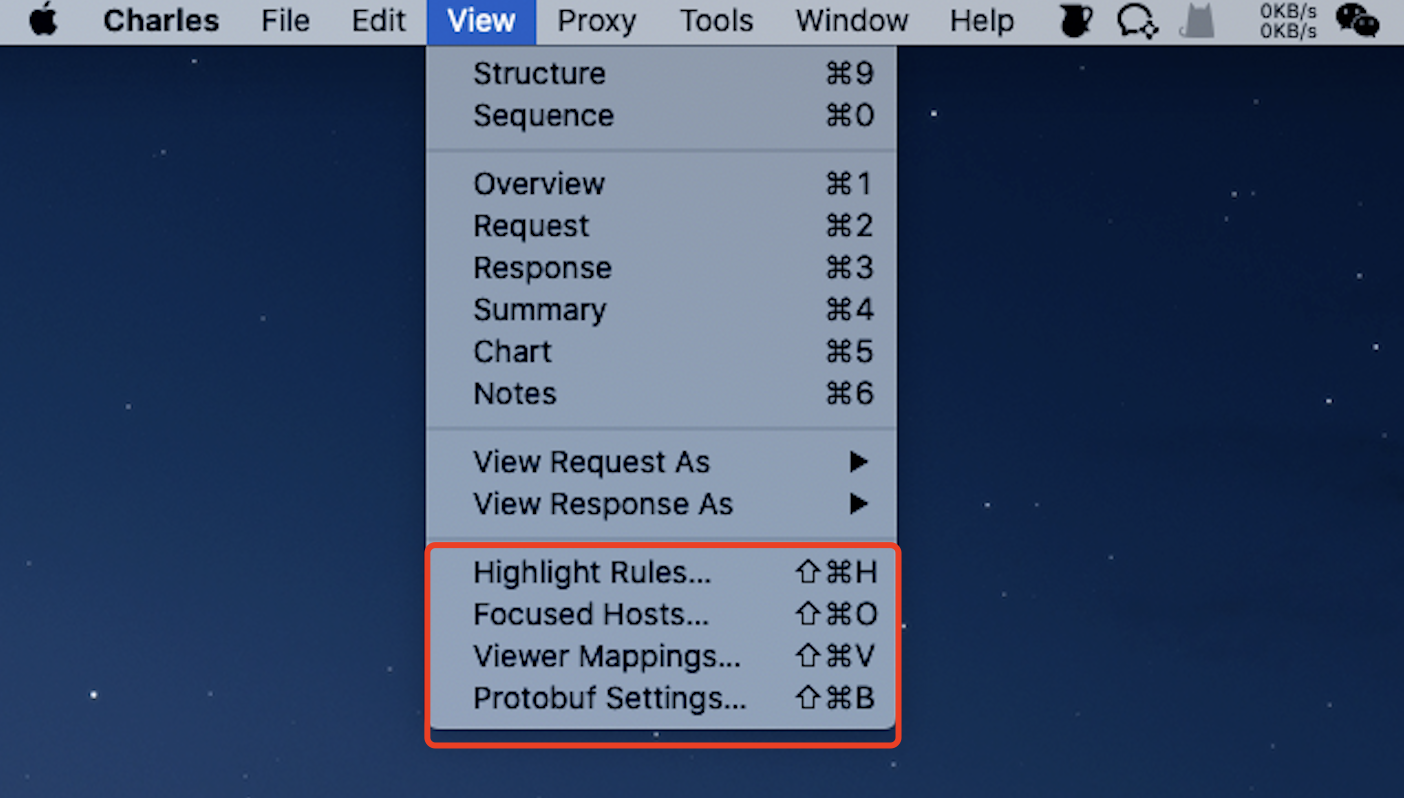 Charles File Edit View Proxy Tools Window Help 0KB/s
0KB/s
Structure ⌘9
Sequence ⌘0
Overview ⌘1
Request ⌘2
Response ⌘3
Summary ⌘4
Chart ⌘5
Notes ⌘6
View Request As ▶
View Response As ▶
Highlight Rules... ⇧⌘H
Focused Hosts... ⇧⌘O
Viewer Mappings... ⇧⌘V
Protobuf Settings... ⇧⌘B